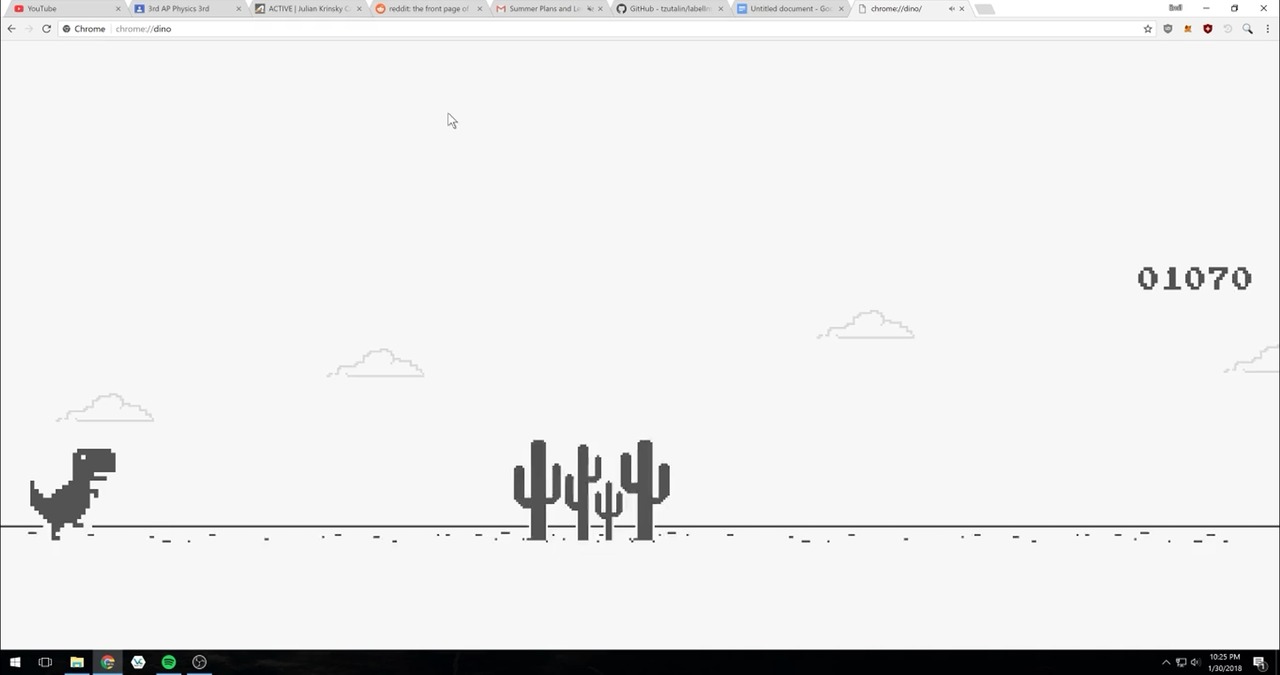 YouTube
3rd AP Physics 3rd
ACTIVE | Julian Krinsky C
reddit: the front page of
Summer Plans and Le
GitHub - tzutalin/labelIm
Untitled document - Goo
chrome://dino/
Chrome
chrome://dino
01070
10:25 PM
1/30/2018